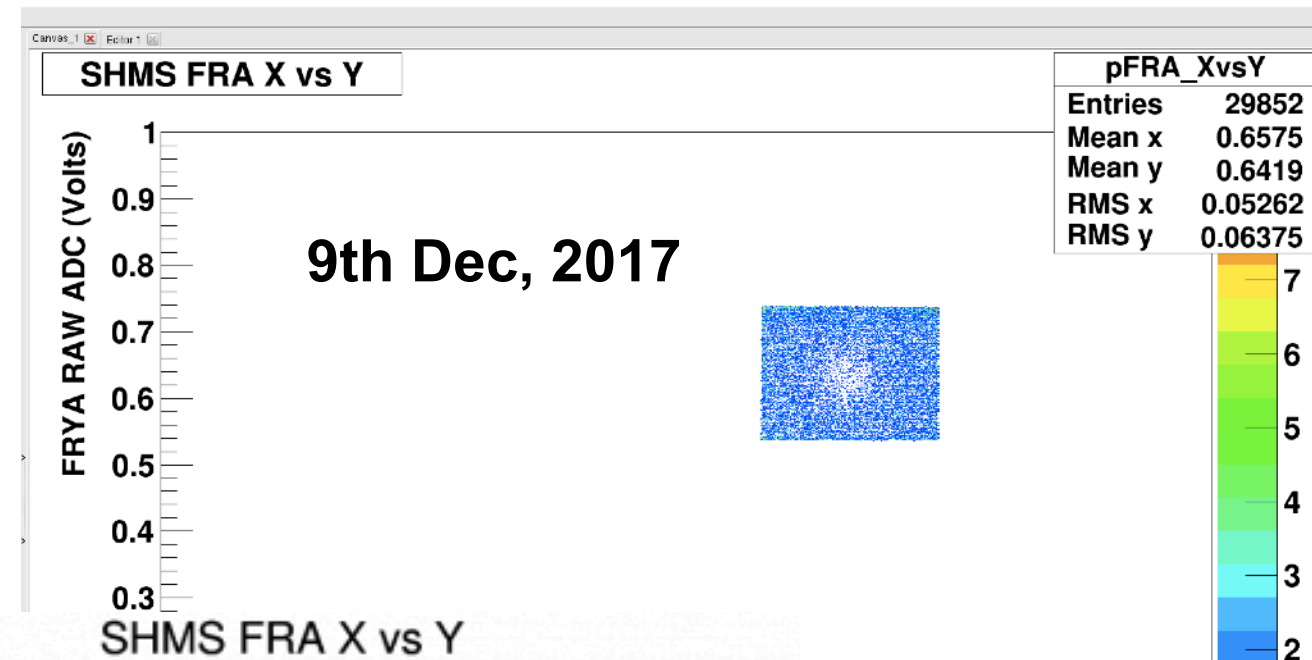 Canvas_1 Editor 1
SHMS FRA X vs Y
pFRA_XvsY
Entries 29852
Mean x 0.6575
Mean y 0.6419
RMS x 0.05262
RMS y 0.06375
FRYA RAW ADC (Volts)
1
0.9
0.8
0.7
0.6
0.5
0.4
0.3
9th Dec, 2017
7
6
5
4
3
2
SHMS FRA X vs Y